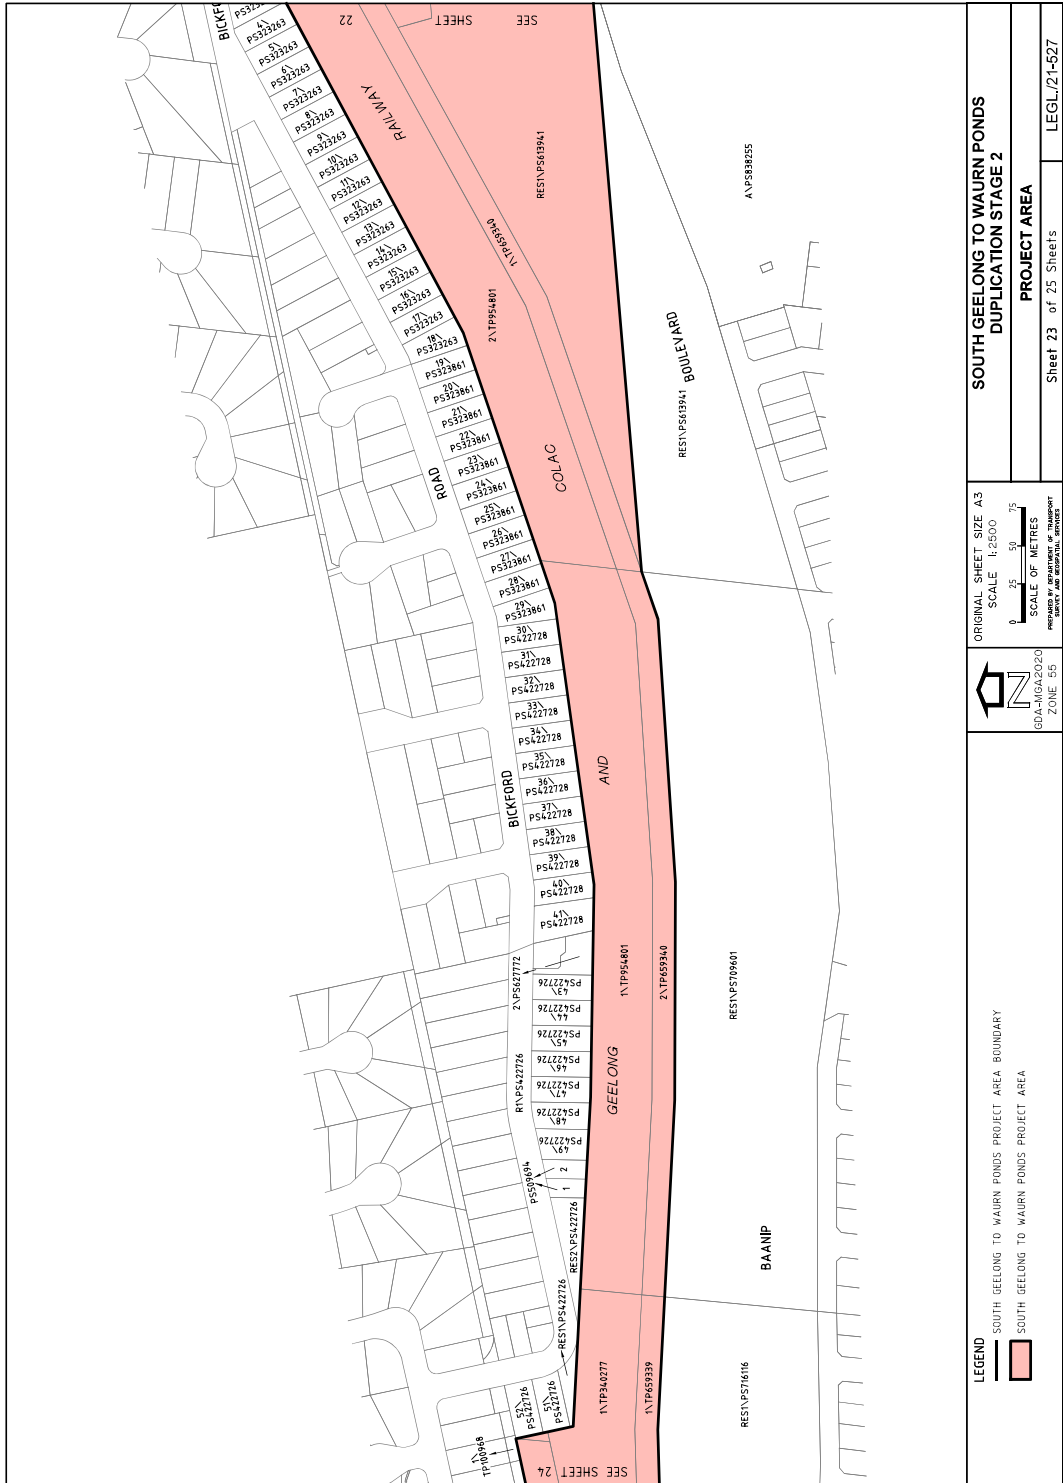 SEE SHEET 22
BICKFORD
4\
PS323263
5\
PS323263
6\
PS323263
7\
PS323263
8\
PS323263
9\
PS323263
10\
PS323263
11\
PS323263
12\
PS323263
13\
PS323263
14\
PS323263
15\
PS323263
16\
PS323263
17\
PS323263
18\
PS323263
19\
PS323861
20\
PS323861
21\
PS323861
22\
PS323861
23\
PS323861
24\
PS323861
25\
PS323861
26\
PS323861
27\
PS323861
28\
PS323861
29\
PS323861
30\
PS422728
31\
PS422728
32\
PS422728
33\
PS422728
34\
PS422728
35\
PS422728
36\
PS422728
37\
PS422728
38\
PS422728
39\
PS422728
40\
PS422728
41\
PS422728
ROAD
BICKFORD
2\PS627772
43\
PS422726
44\
PS422726
45\
PS422726
46\
PS422726
47\
PS422726
48\
PS422726
49\
PS422726
R1\PS422726
PS509694
2
1
RES2\PS422726
RES1\PS422726
51\
PS422726
52\
PS422726
1\
TP100968
SEE SHEET 24
GEELONG AND COLAC RAILWAY
RES1\PS613941
1\TP659340
2\TP954801
1\TP954801
2\TP659340
1\TP340277
1\TP659339
A\PS838255
RES1\PS613941
BAANIP BOULEVARD
RES1\PS709601
RES1\PS716116
LEGEND
SOUTH GEELONG TO WAURN PONDS PROJECT AREA BOUNDARY
SOUTH GEELONG TO WAURN PONDS PROJECT AREA
N
GDA-MGA2020
ZONE 55
ORIGINAL SHEET SIZE A3
SCALE 1:2500
0 25 50 75
SCALE OF METRES
PREPARED BY DEPARTMENT OF TRANSPORT
SURVEY AND GEOSPATIAL SERVICES
SOUTH GEELONG TO WAURN PONDS
DUPLICATION STAGE 2
PROJECT AREA
Sheet 23 of 25 Sheets
LEGL./21-527